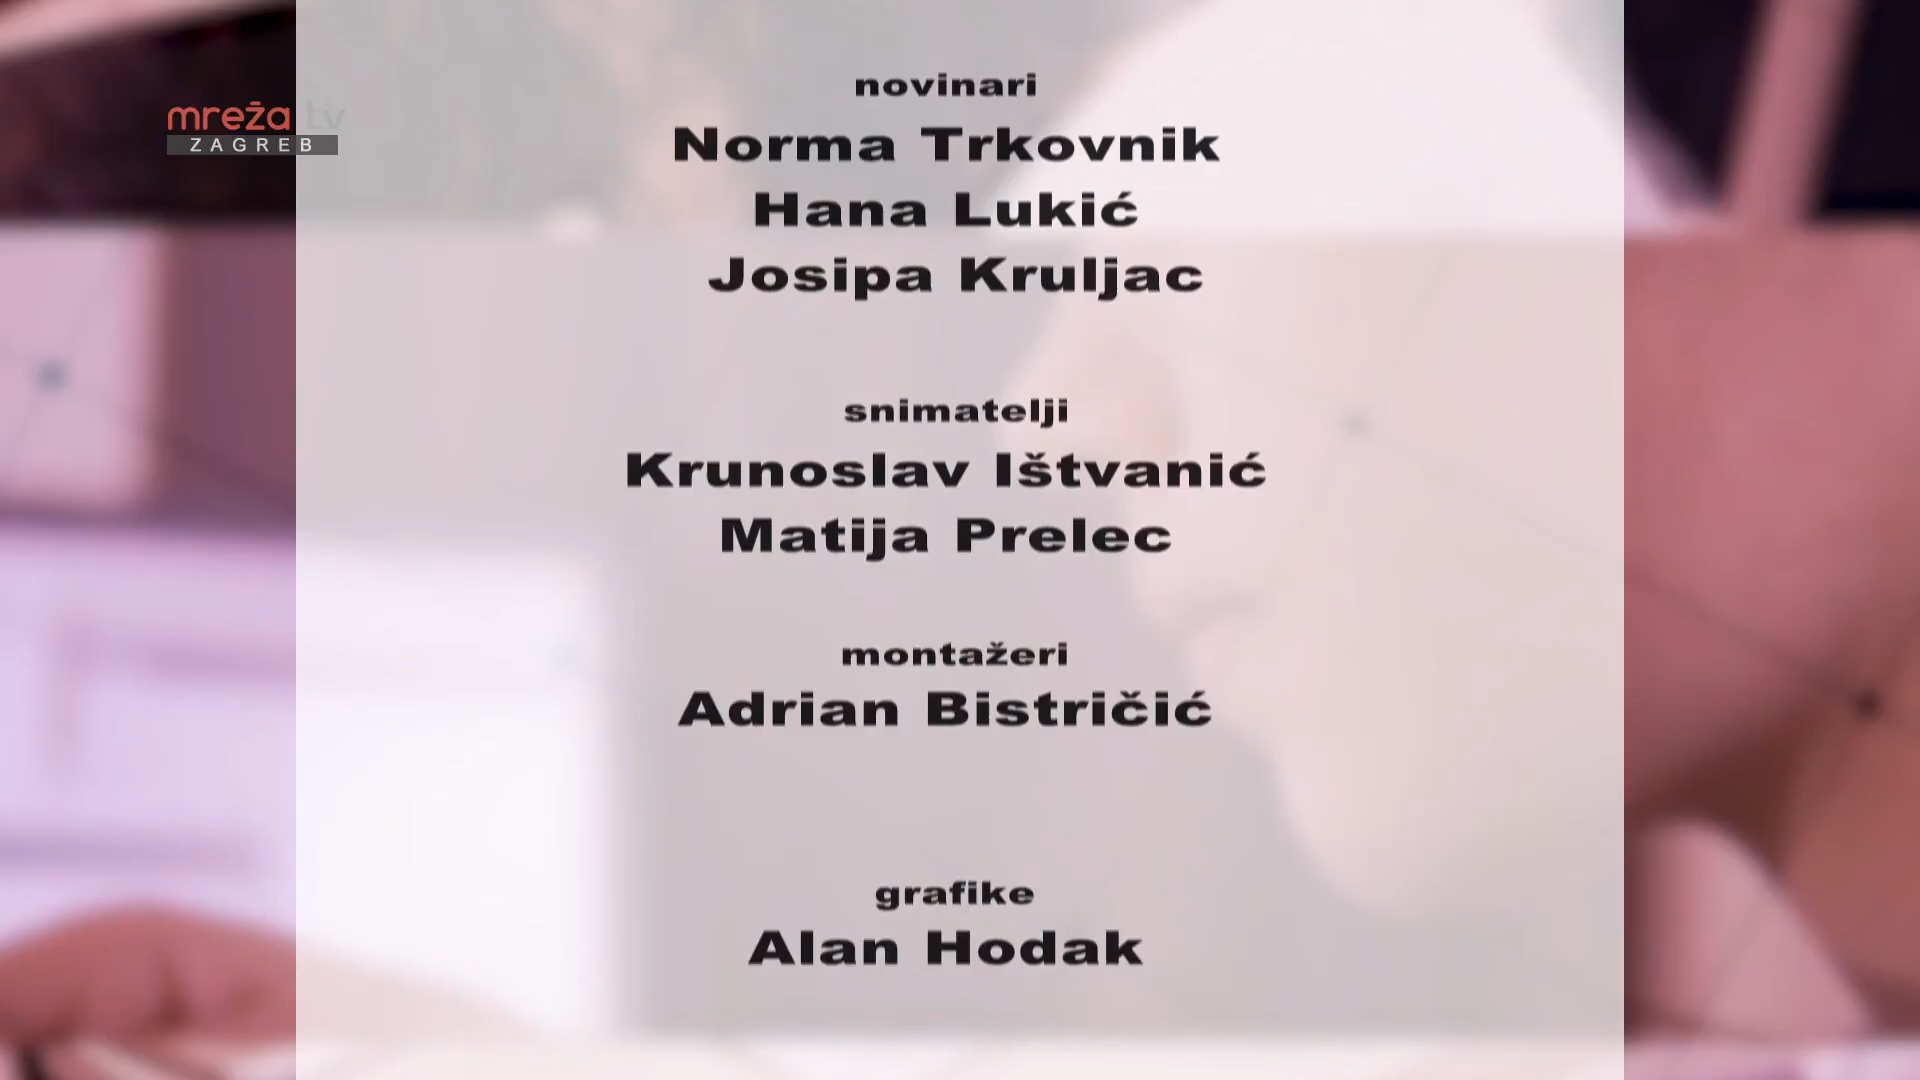 mreža tv
ZAGREB
novinari
Norma Trkovnik
Hana Lukić
Josipa Kruljac
snimatelji
Krunoslav Ištvanić
Matija Prelec
montažeri
Adrian Bistričić
grafike
Alan Hodak